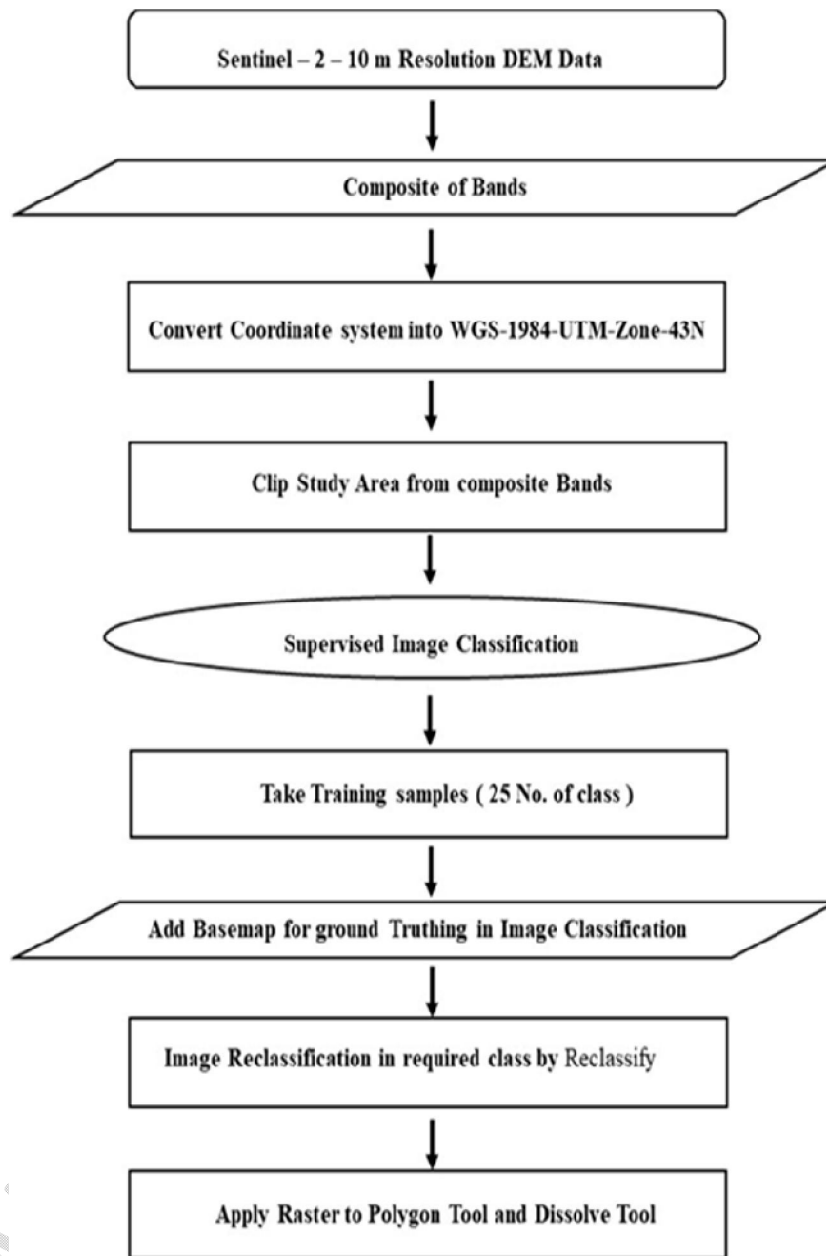 Sentinel – 2 – 10 m Resolution DEM Data
Composite of Bands
Convert Coordinate system into WGS-1984-UTM-Zone-43N
Clip Study Area from composite Bands
Supervised Image Classification
Take Training samples ( 25 No. of class )
Add Basemap for ground Truthing in Image Classification
Image Reclassification in required class by Reclassify
Apply Raster to Polygon Tool and Dissolve Tool